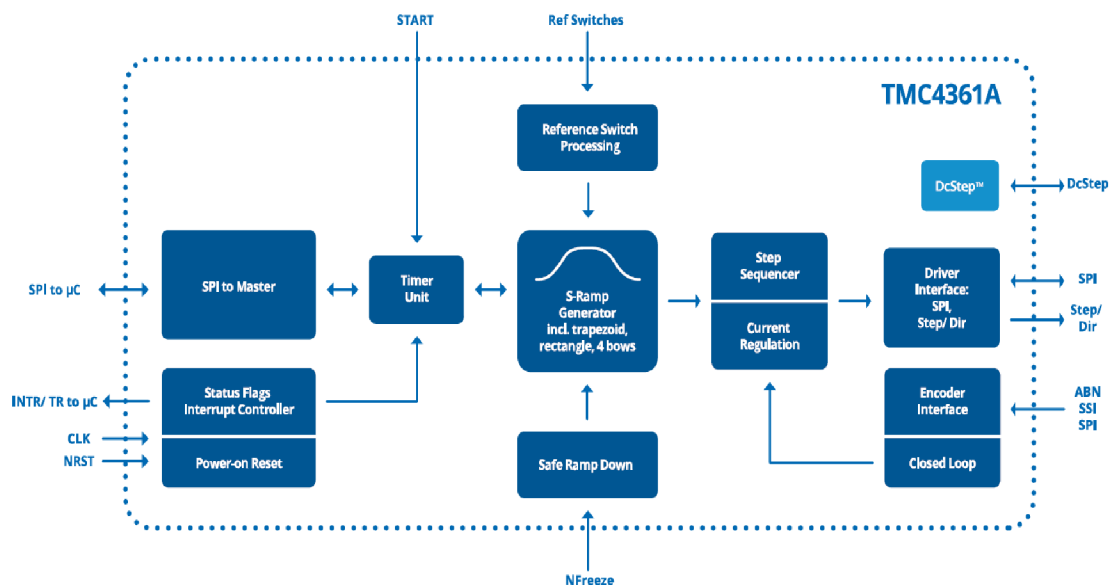 START
Ref Switches
TMC4361A
Reference Switch
Processing
DcStep™
DcStep
SPI to µC
SPI to Master
Timer
Unit
S-Ramp
Generator
incl. trapezoid,
rectangle, 4 bows
Step
Sequencer
Current
Regulation
Driver
Interface:
SPI,
Step/ Dir
SPI
Step/
Dir
INTR/ TR to µC
CLK
NRST
Status Flags
Interrupt Controller
Power-on Reset
Safe Ramp Down
Encoder
Interface
Closed Loop
ABN
SSI
SPI
NFreeze